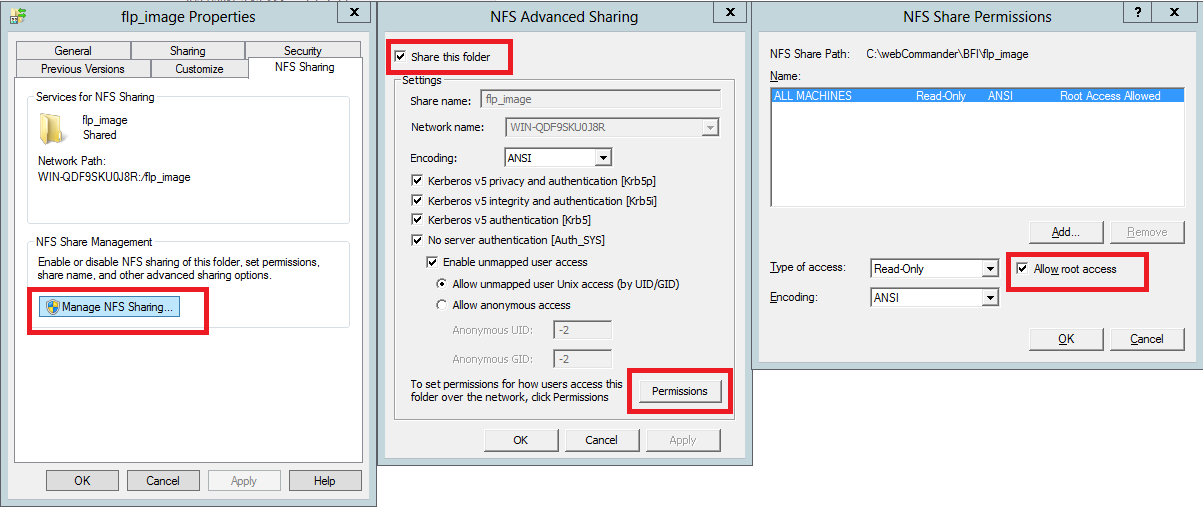 flp_image Properties
X
General
Sharing
Security
Previous Versions
Customize
NFS Sharing
Services for NFS Sharing
flp_image
Shared
Network Path:
WIN-QDF9SKU0J8R:/flp_image
NFS Share Management
Enable or disable NFS sharing of this folder, set permissions,
share name, and other advanced sharing options.
Manage NFS Sharing...
OK
Cancel
Apply
Help
NFS Advanced Sharing
X
Share this folder
Settings
Share name: flp_image
Network name: WIN-QDF9SKU0J8R
Encoding: ANSI
Kerberos v5 privacy and authentication [Krb5p]
Kerberos v5 integrity and authentication [Krb5i]
Kerberos v5 authentication [Krb5]
No server authentication [Auth_SYS]
Enable unmapped user access
Allow unmapped user Unix access (by UID/GID)
Allow anonymous access
Anonymous UID: -2
Anonymous GID: -2
To set permissions for how users access this
folder over the network, click Permissions
Permissions
OK
Cancel
Apply
NFS Share Permissions
? X
NFS Share Path: C:\webCommander\BFI\flp_image
Name:
ALL MACHINES Read-Only ANSI Root Access Allowed
Add...
Remove
Type of access: Read-Only
Allow root access
Encoding: ANSI
OK
Cancel